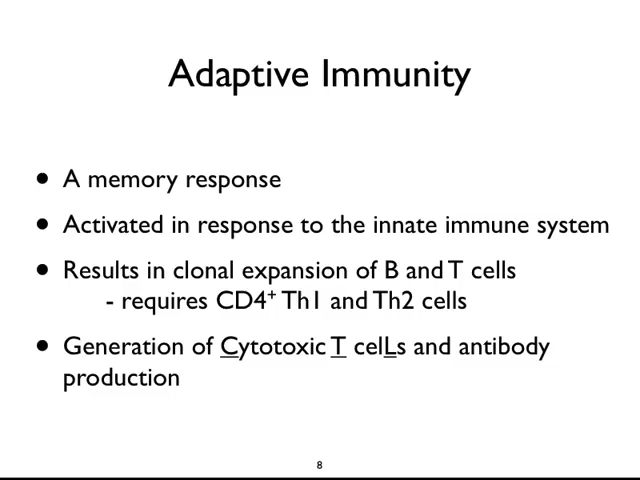 Adaptive Immunity
• A memory response
• Activated in response to the innate immune system
• Results in clonal expansion of B and T cells
- requires CD4⁺ Th1 and Th2 cells
• Generation of Cytotoxic T celLs and antibody
production
8